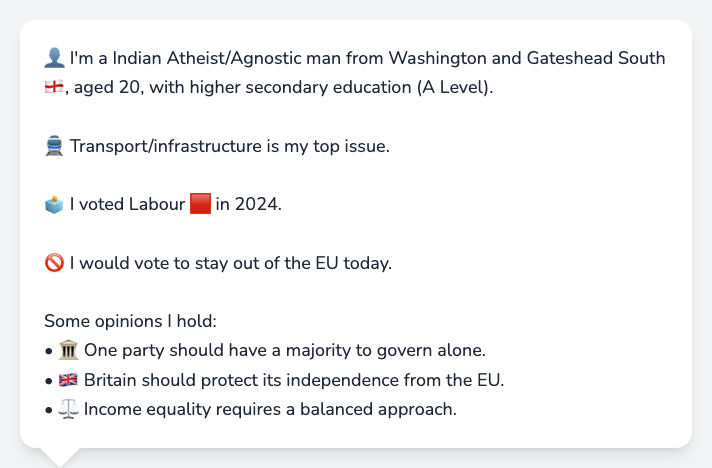 👤 I'm a Indian Atheist/Agnostic man from Washington and Gateshead South
🏴󠁧󠁢󠁥󠁮󠁧󠁿, aged 20, with higher secondary education (A Level).
🚆 Transport/infrastructure is my top issue.
🗳️ I voted Labour 🟥 in 2024.
🚫 I would vote to stay out of the EU today.
Some opinions I hold:
• 🏛️ One party should have a majority to govern alone.
• 🇬🇧 Britain should protect its independence from the EU.
• ⚖️ Income equality requires a balanced approach.